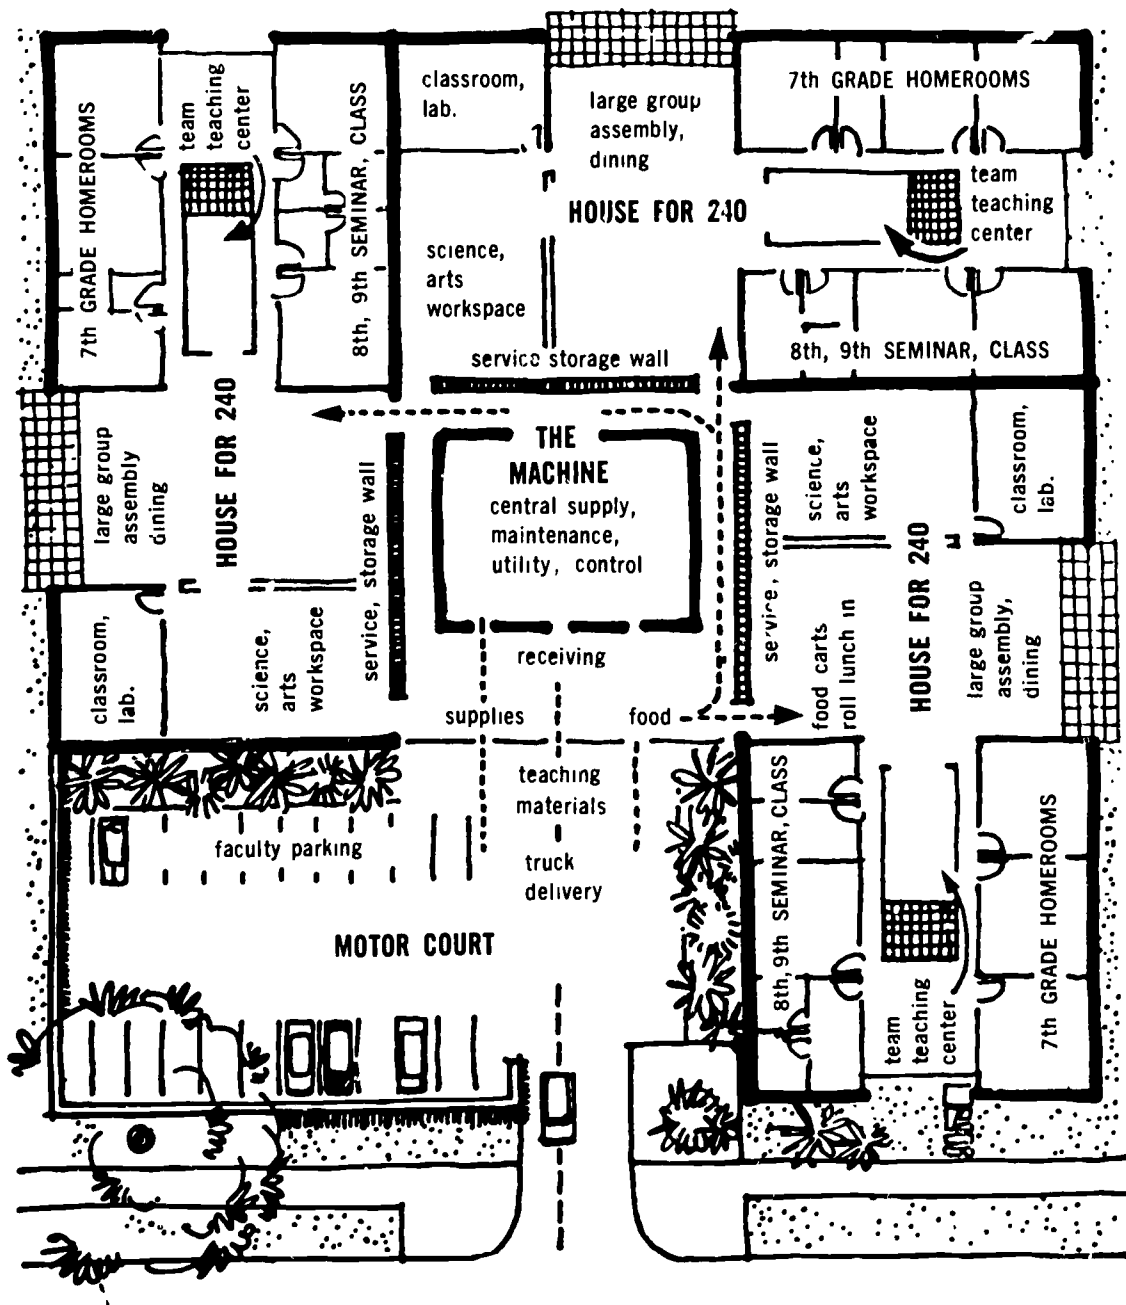 7th GRADE HOMEROOMS
team
teaching
center
8th, 9th SEMINAR, CLASS
classroom,
lab.
large group
assembly,
dining
7th GRADE HOMEROOMS
HOUSE FOR 240
team
teaching
center
science,
arts
workspace
service storage wall
8th, 9th SEMINAR, CLASS
HOUSE FOR 240
large group
assembly
dining
service, storage wall
classroom,
lab.
science,
arts
workspace
THE
MACHINE
central supply,
maintenance,
utility, control
receiving
supplies
food
service, storage wall
science,
arts
workspace
classroom,
lab.
HOUSE FOR 240
food carts
roll lunch in
large group
assembly,
dining
teaching
materials
truck
delivery
faculty parking
MOTOR COURT
8th, 9th SEMINAR, CLASS
team
teaching
center
7th GRADE HOMEROOMS